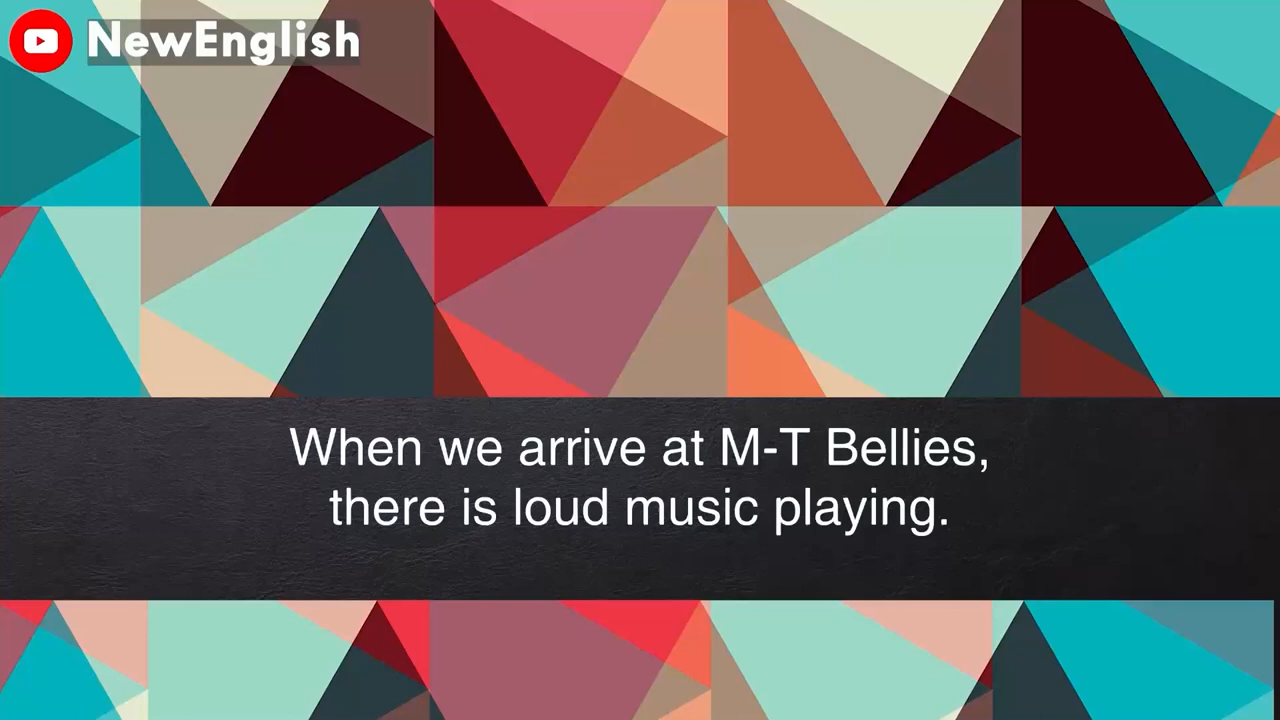 NewEnglish
When we arrive at M-T Bellies,
there is loud music playing.